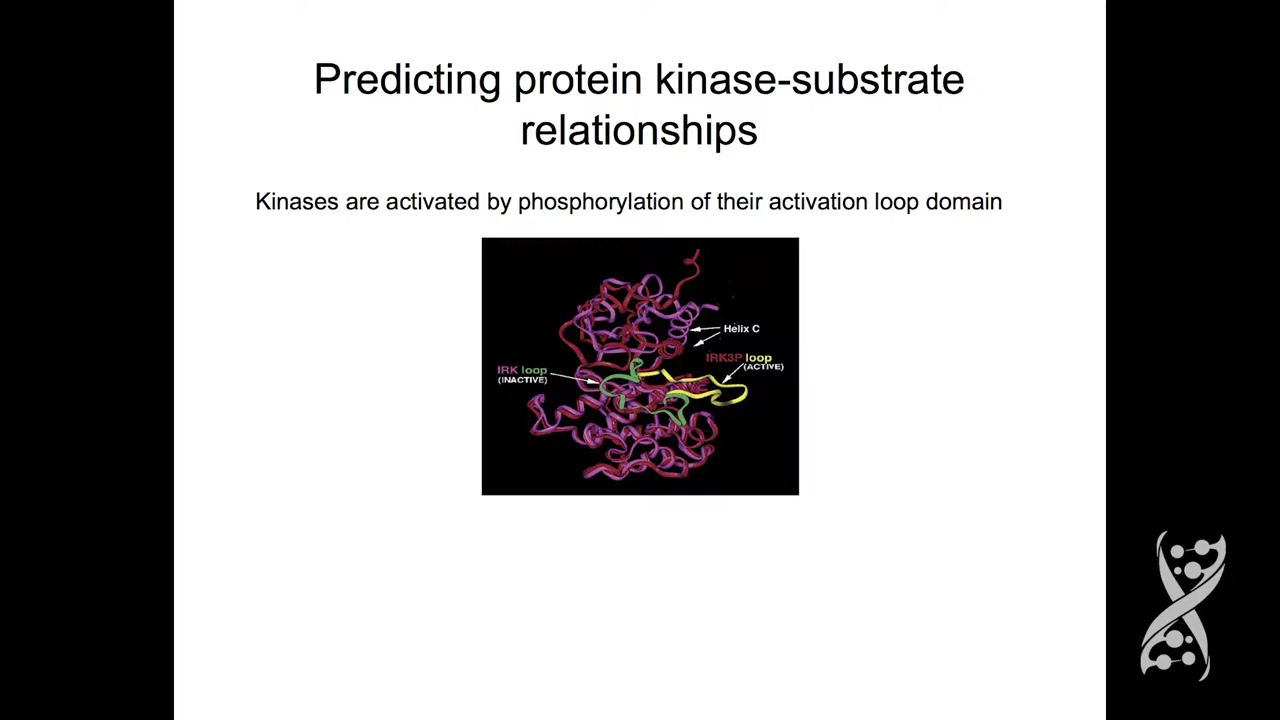 Predicting protein kinase-substrate
relationships
Kinases are activated by phosphorylation of their activation loop domain
Helix C
IRK3P loop
(ACTIVE)
IRK loop
(INACTIVE)